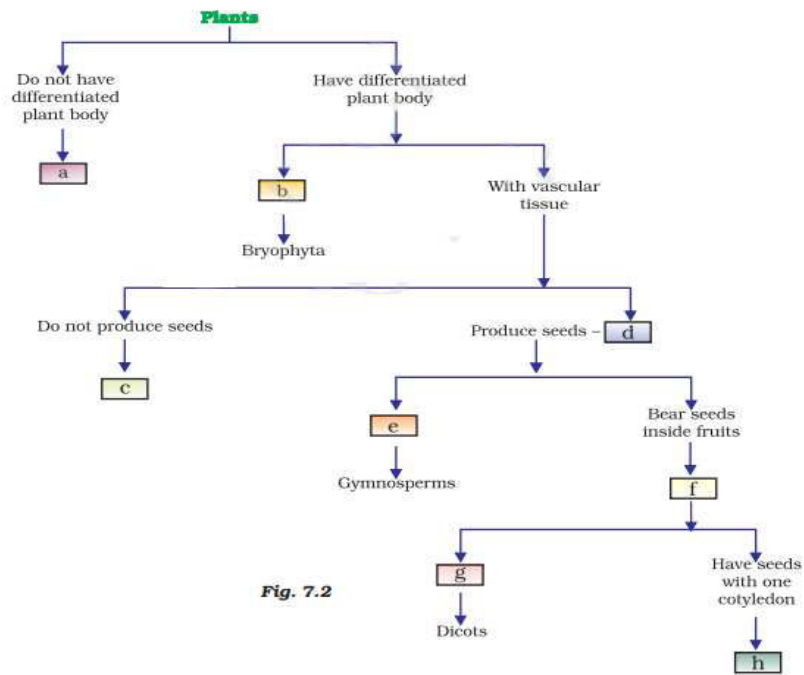 Plants
Do not have
differentiated
plant body
Have differentiated
plant body
a
b
With vascular
tissue
Bryophyta
Do not produce seeds
Produce seeds – d
c
e
Bear seeds
inside fruits
Gymnosperms
f
g
Have seeds
with one
cotyledon
Fig. 7.2
Dicots
h